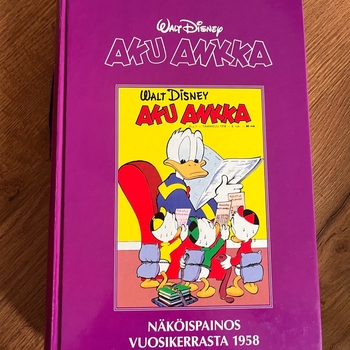 WALT DISNEY
AKU ANKKA
WALT DISNEY
AKU ANKKA
NÄKÖISPAINOS
VUOSIKERRASTA 1958